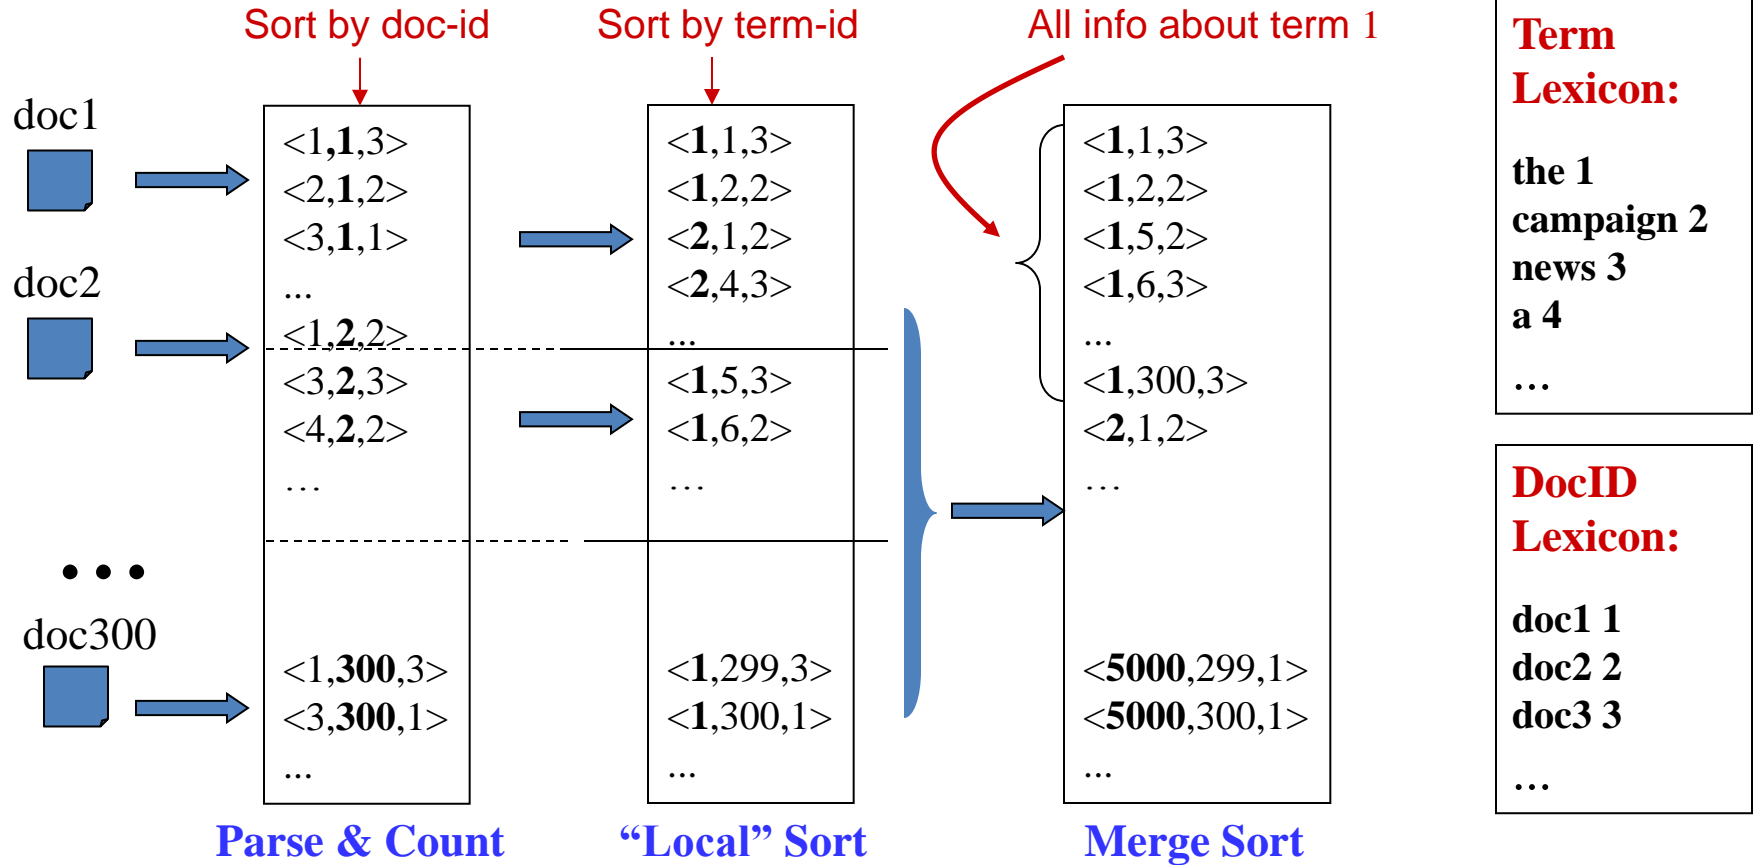 Sort by doc-id
Sort by term-id
All info about term 1
doc1
doc2
doc300
<1,1,3>
<2,1,2>
<3,1,1>
...
<1,2,2>
<3,2,3>
<4,2,2>
...
<1,300,3>
<3,300,1>
...
Parse & Count
<1,1,3>
<1,2,2>
<2,1,2>
<2,4,3>
...
<1,5,3>
<1,6,2>
...
<1,299,3>
<1,300,1>
...
“Local” Sort
<1,1,3>
<1,2,2>
<1,5,2>
<1,6,3>
...
<1,300,3>
<2,1,2>
...
<5000,299,1>
<5000,300,1>
...
Merge Sort
Term
Lexicon:
the 1
campaign 2
news 3
a 4
...
DocID
Lexicon:
doc1 1
doc2 2
doc3 3
...